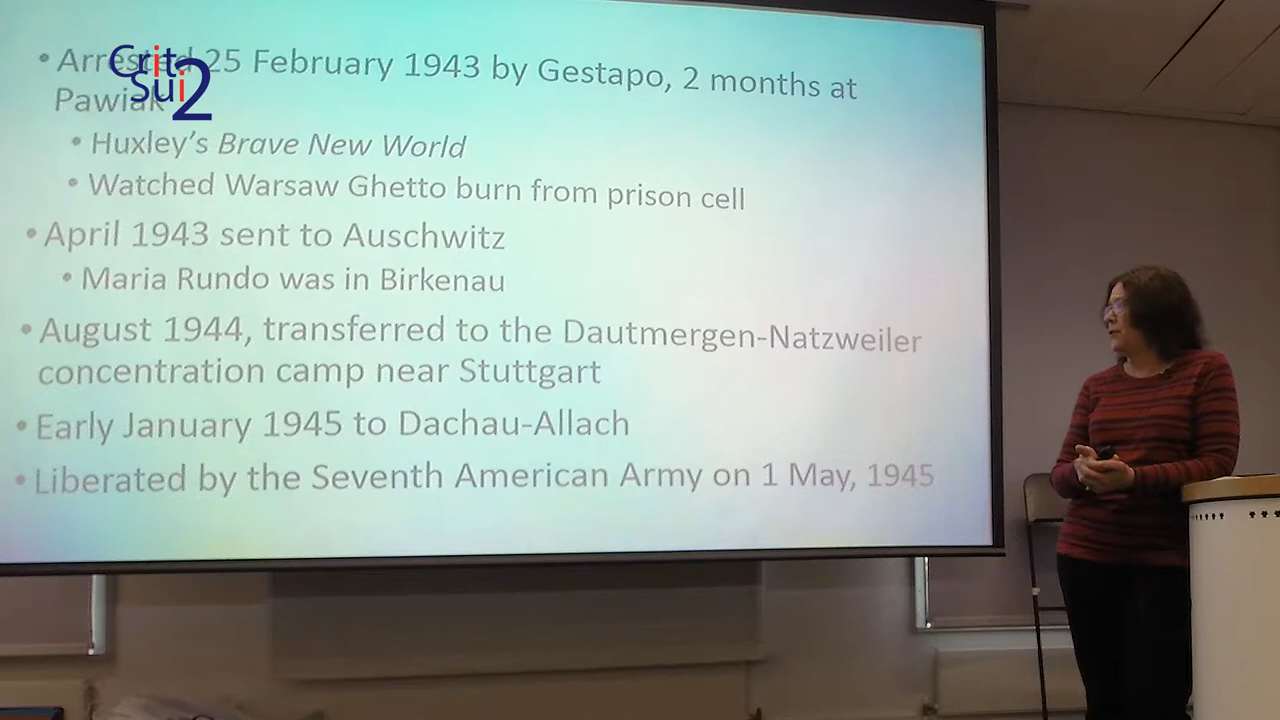 Crit
Sui2
• Arrested 25 February 1943 by Gestapo, 2 months at
Pawiak
• Huxley's Brave New World
• Watched Warsaw Ghetto burn from prison cell
• April 1943 sent to Auschwitz
• Maria Rundo was in Birkenau
• August 1944, transferred to the Dautmergen-Natzweiler
concentration camp near Stuttgart
• Early January 1945 to Dachau-Allach
• Liberated by the Seventh American Army on 1 May, 1945